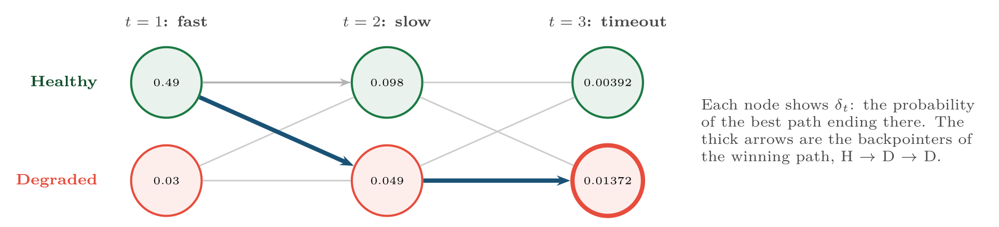 t = 1: fast
t = 2: slow
t = 3: timeout
Healthy
0.49
0.098
0.00392
Degraded
0.03
0.049
0.01372
Each node shows δₜ: the probability
of the best path ending there. The
thick arrows are the backpointers of
the winning path, H → D → D.